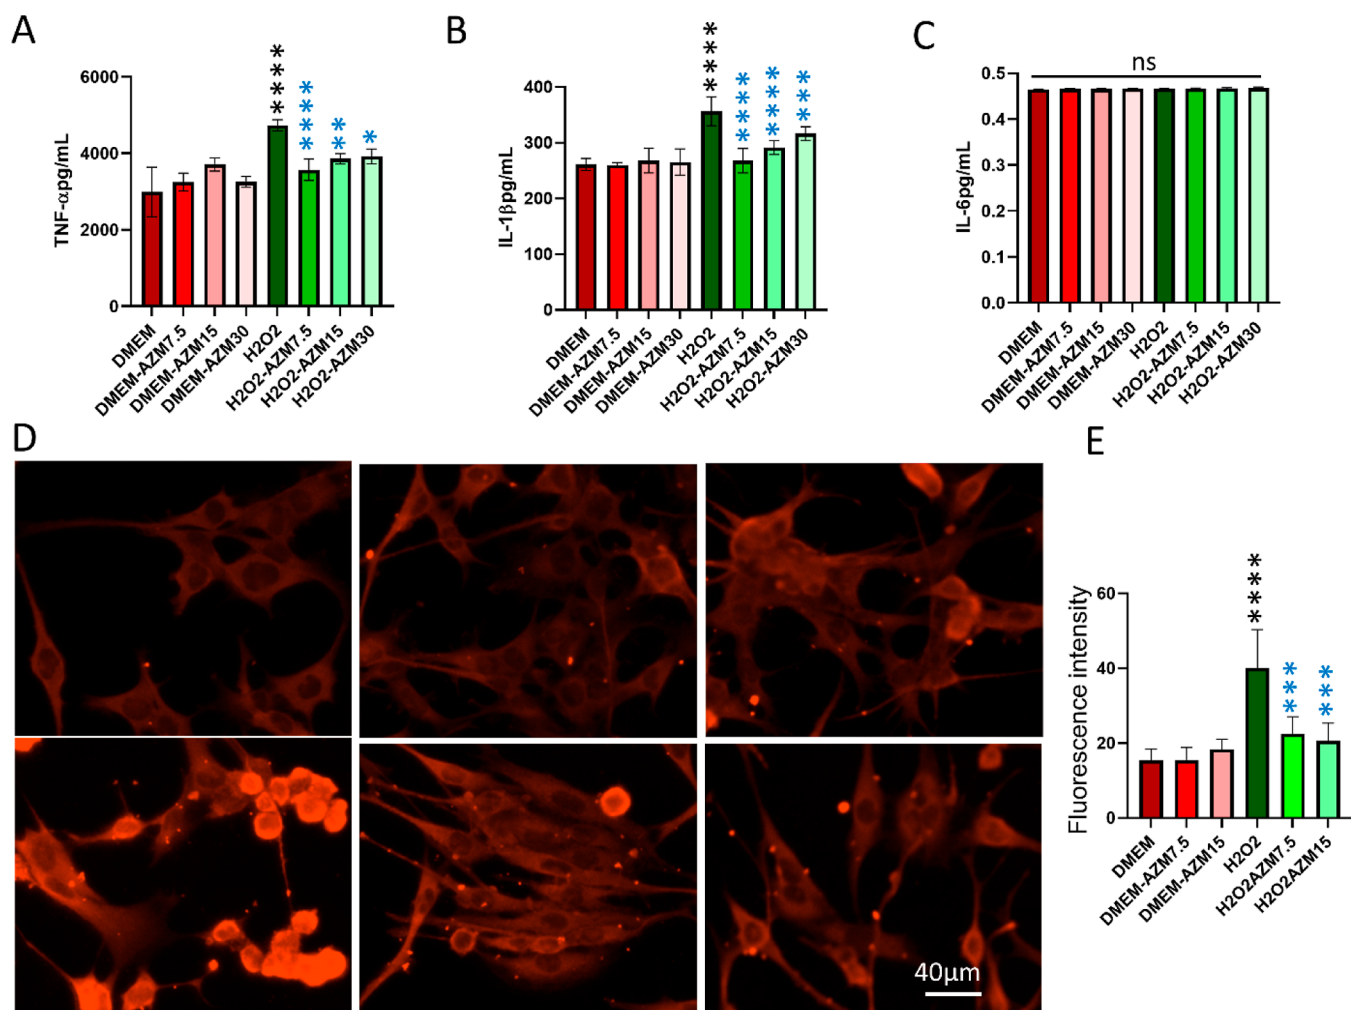 A
TNF-αpg/mL
6000
4000
2000
0
****
****
**
*
DMEM
DMEM-AZM7.5
DMEM-AZM15
DMEM-AZM30
H2O2
H2O2-AZM7.5
H2O2-AZM15
H2O2-AZM30
B
IL-1βpg/mL
400
300
200
100
0
****
****
****
***
DMEM
DMEM-AZM7.5
DMEM-AZM15
DMEM-AZM30
H2O2
H2O2-AZM7.5
H2O2-AZM15
H2O2-AZM30
C
IL-6pg/mL
0.5
0.4
0.3
0.2
0.1
0.0
ns
DMEM
DMEM-AZM7.5
DMEM-AZM15
DMEM-AZM30
H2O2
H2O2-AZM7.5
H2O2-AZM15
H2O2-AZM30
D
40μm
E
Fluorescence intensity
60
40
20
0
****
***
***
DMEM
DMEM-AZM7.5
DMEM-AZM15
H2O2
H2O2AZM7.5
H2O2AZM15